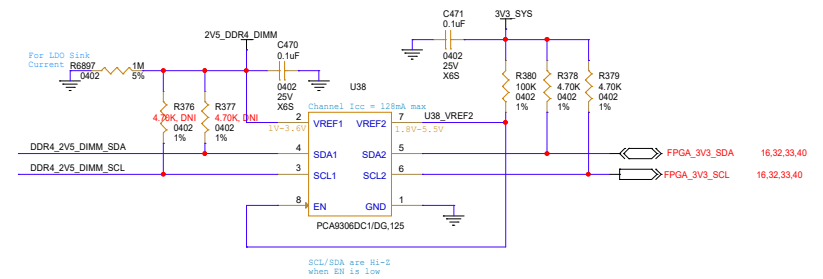 C471
0.1uF
3V3_SYS
2V5_DDR4_DIMM
C470
0.1uF
For LDO Sink
Current
R6897
0402
1M
5%
0402
25V
X6S
0402
25V
X6S
R380
100K
0402
1%
R378
4.70K
0402
1%
R379
4.70K
0402
1%
R376
4.70K, DNI
0402
1%
R377
4.70K, DNI
0402
1%
U38
Channel Icc = 128mA max
2
VREF1
VREF2
7
U38_VREF2
1V-3.6V
1.8V-5.5V
DDR4_2V5_DIMM_SDA
4
SDA1
SDA2
5
FPGA_3V3_SDA
16,32,33,40
DDR4_2V5_DIMM_SCL
3
SCL1
SCL2
6
FPGA_3V3_SCL
16,32,33,40
8
EN
GND
1
PCA9306DC1/DG,125
SCL/SDA are Hi-Z
when EN is low